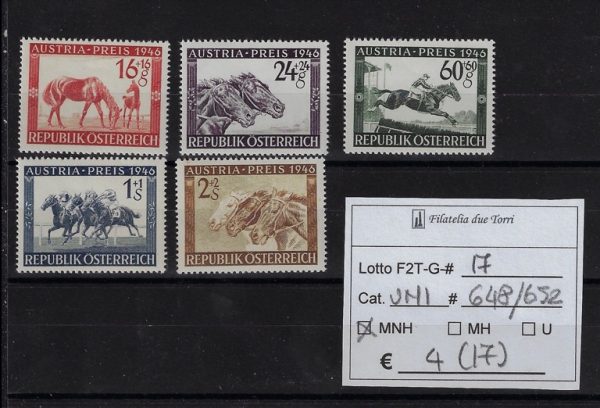 AUSTRIA-PREIS 1946
16+16 g
REPUBLIK ÖSTERREICH
AUSTRIA-PREIS 1946
24+24 g
REPUBLIK ÖSTERREICH
AUSTRIA-PREIS 1946
60+60 g
REPUBLIK ÖSTERREICH
AUSTRIA-PREIS 1946
1+1 S
REPUBLIK ÖSTERREICH
AUSTRIA-PREIS 1946
2+2 S
REPUBLIK ÖSTERREICH
Filatelia due Torri
Lotto F2T-G-# 17
Cat. UNI # 648/652
MNH MH U
€ 4 (17)